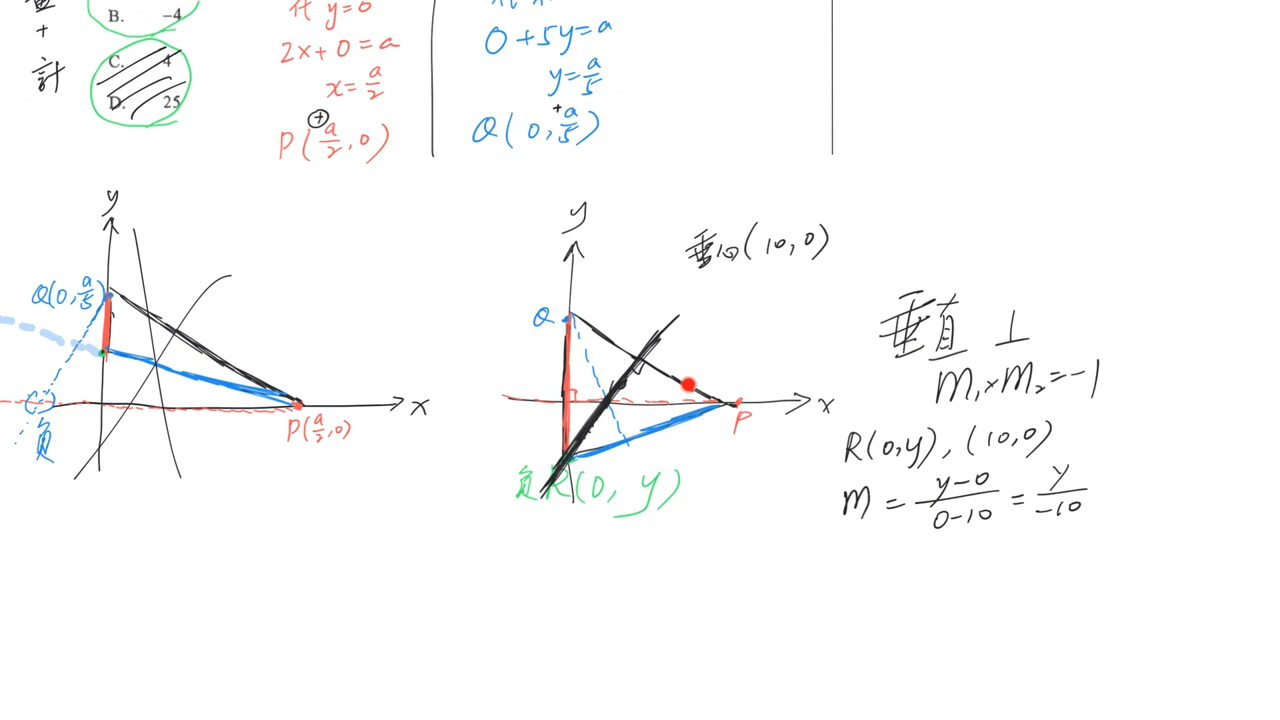 B. -4
+
計
C. 4
D. 25
代 y=0
2x+0=a
x=a/2
+
P(a/2,0)
0+5y=a
y=a/5
+
Q(0,a/5)
y
Q(0,a/5)
x
P(a/2,0)
負
y
Q
x
P
負R(0, y)
垂心(10,0)
垂直 ⊥
m₁×m₂=-1
R(0,y), (10,0)
m = (y-0)/(0-10) = y/-10